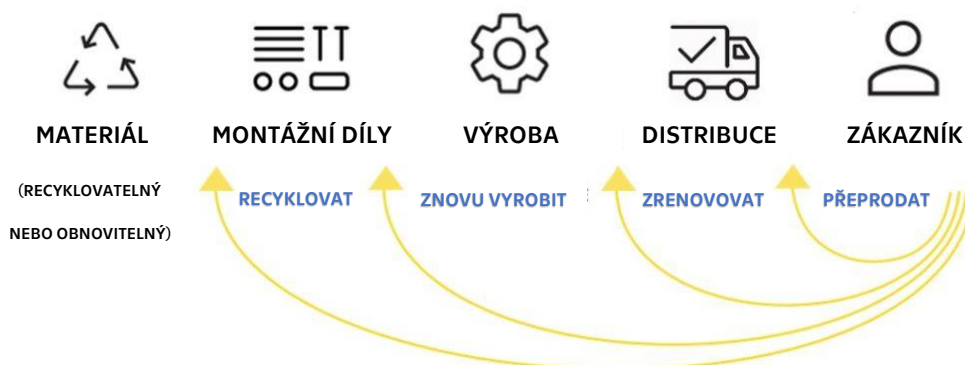 MATERIÁL
MONTÁŽNÍ DÍLY
VÝROBA
DISTRIBUCE
ZÁKAZNÍK
(RECYKLOVATELNÝ
NEBO OBNOVITELNÝ)
RECYKLOVAT
ZNOVU VYROBIT
ZRENOVOVAT
PŘEPRODAT